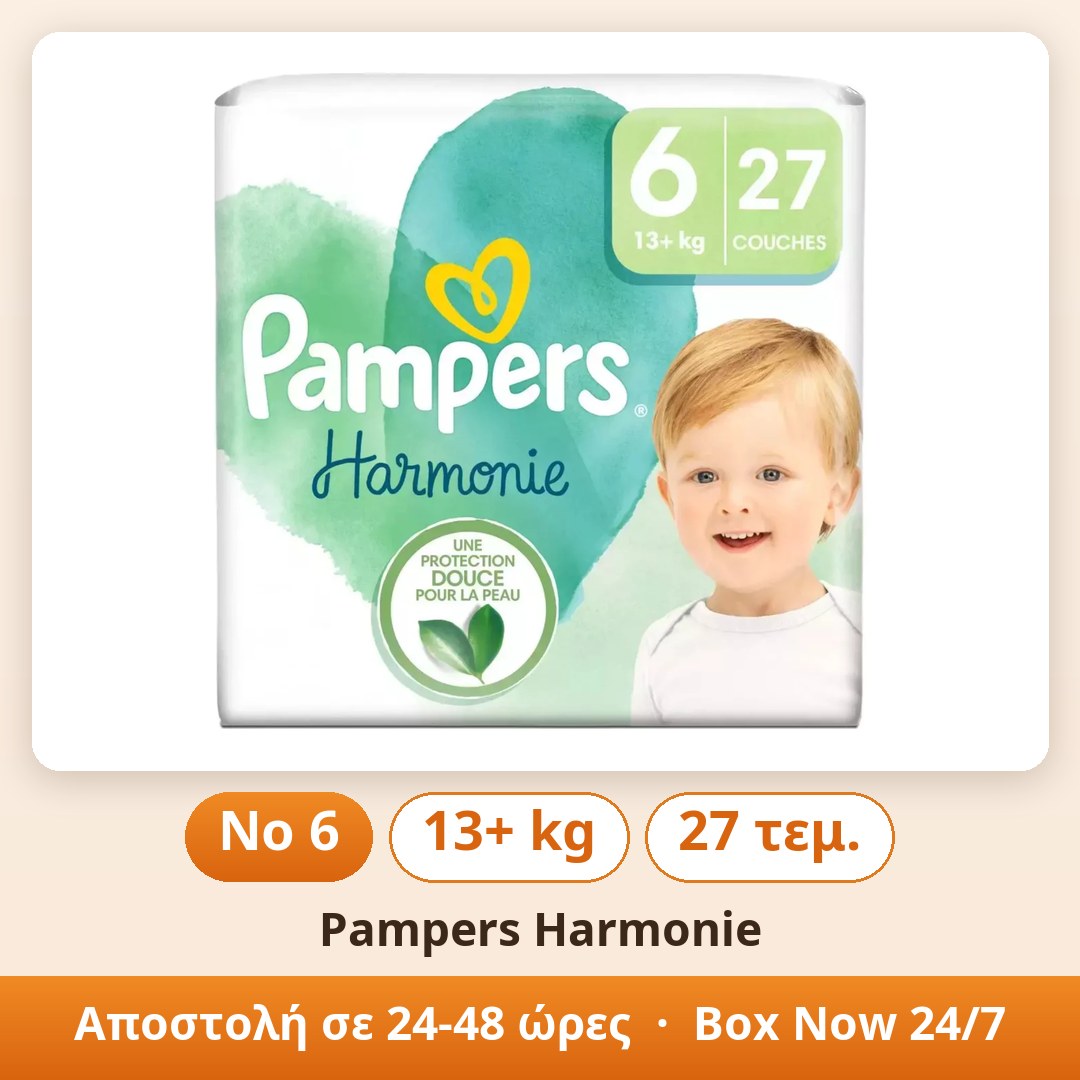 6
13+ kg
27
COUCHES
Pampers®
Harmonie
UNE
PROTECTION
DOUCE
POUR LA PEAU
No 6
13+ kg
27 τεμ.
Pampers Harmonie
Αποστολή σε 24-48 ώρες · Box Now 24/7